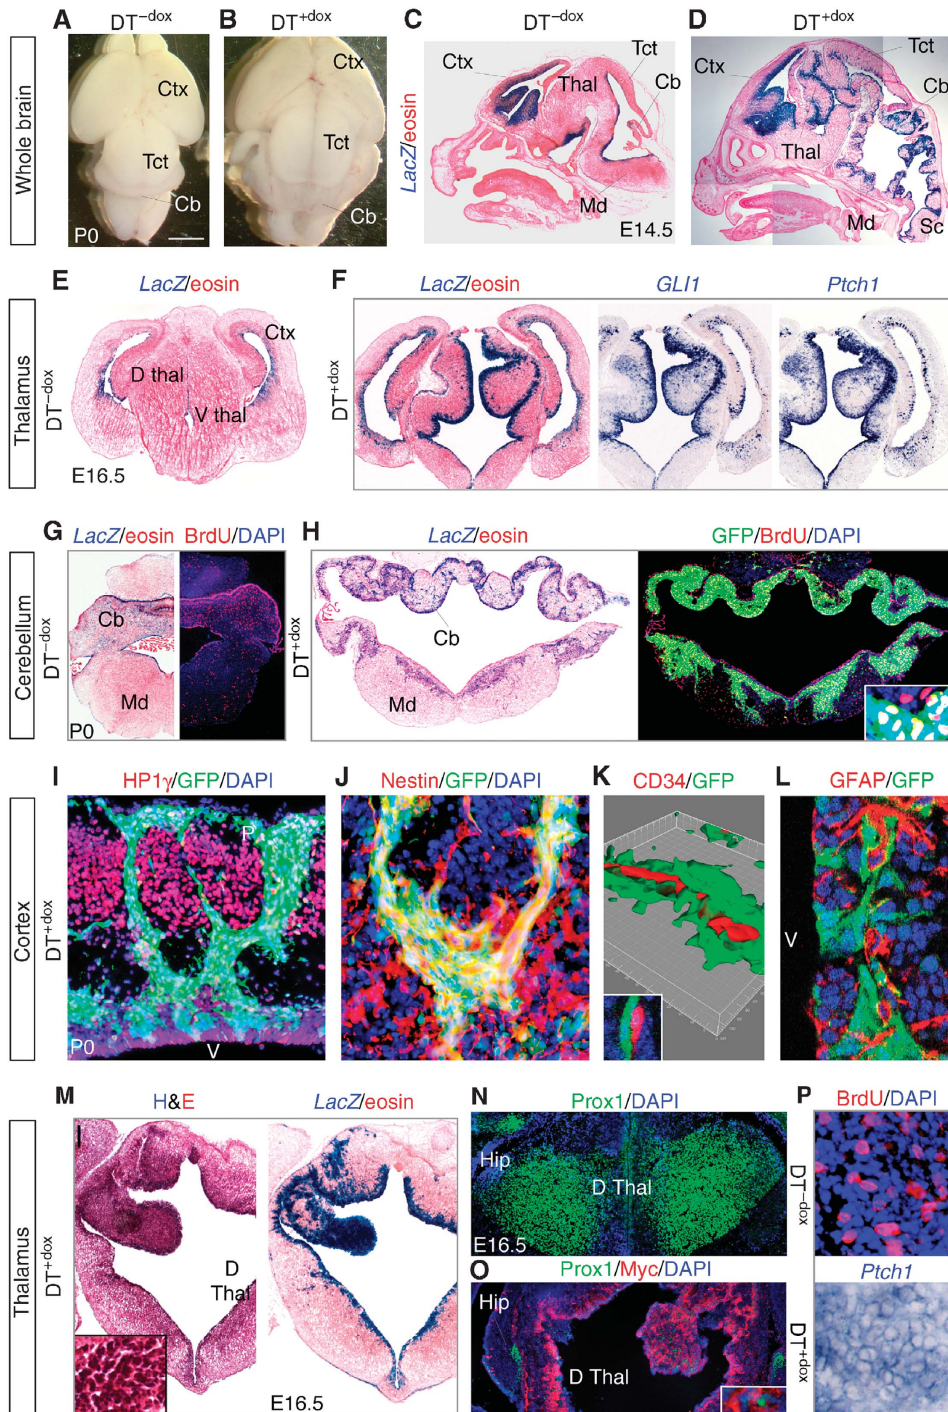 A
DT−dox
B
DT+dox
C
DT−dox
D
DT+dox
Whole brain
Ctx
Tct
Cb
P0
Ctx
Tct
Cb
LacZ/eosin
Ctx
Thal
Tct
Cb
Md
E14.5
Ctx
Tct
Cb
Thal
Md
Sc
E
LacZ/eosin
F
LacZ/eosin
GLI1
Ptch1
Thalamus
DT−dox
Ctx
D thal
V thal
E16.5
DT+dox
G
LacZ/eosin
BrdU/DAPI
H
LacZ/eosin
GFP/BrdU/DAPI
Cerebellum
DT−dox
Cb
Md
P0
DT+dox
Cb
Md
I
HP1γ/GFP/DAPI
J
Nestin/GFP/DAPI
K
CD34/GFP
L
GFAP/GFP
Cortex
DT+dox
P
P0
V
V
M
H&E
LacZ/eosin
N
Prox1/DAPI
P
BrdU/DAPI
Thalamus
DT+dox
D
Thal
E16.5
Hip
D Thal
E16.5
DT−dox
O
Prox1/Myc/DAPI
Hip
D Thal
Ptch1
DT+dox